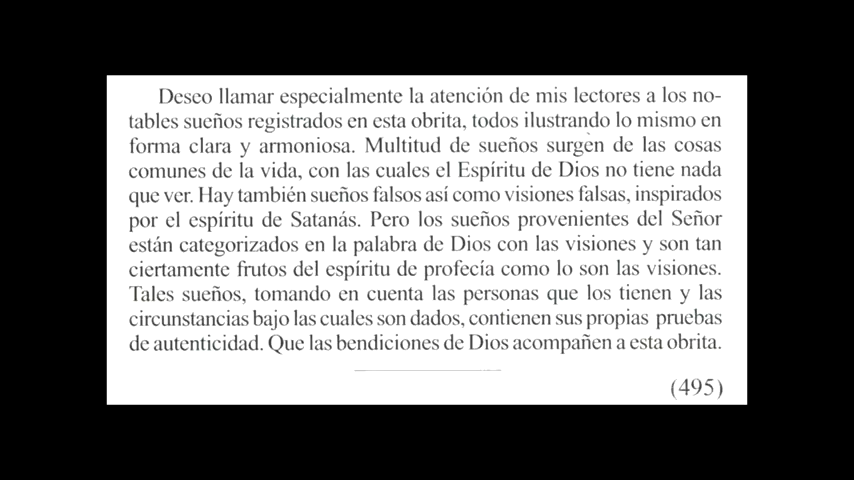 Deseo llamar especialmente la atención de mis lectores a los no-
tables sueños registrados en esta obrita, todos ilustrando lo mismo en
forma clara y armoniosa. Multitud de sueños surgen de las cosas
comunes de la vida, con las cuales el Espíritu de Dios no tiene nada
que ver. Hay también sueños falsos así como visiones falsas, inspirados
por el espíritu de Satanás. Pero los sueños provenientes del Señor
están categorizados en la palabra de Dios con las visiones y son tan
ciertamente frutos del espíritu de profecía como lo son las visiones.
Tales sueños, tomando en cuenta las personas que los tienen y las
circunstancias bajo las cuales son dados, contienen sus propias pruebas
de autenticidad. Que las bendiciones de Dios acompañen a esta obrita.
(495)